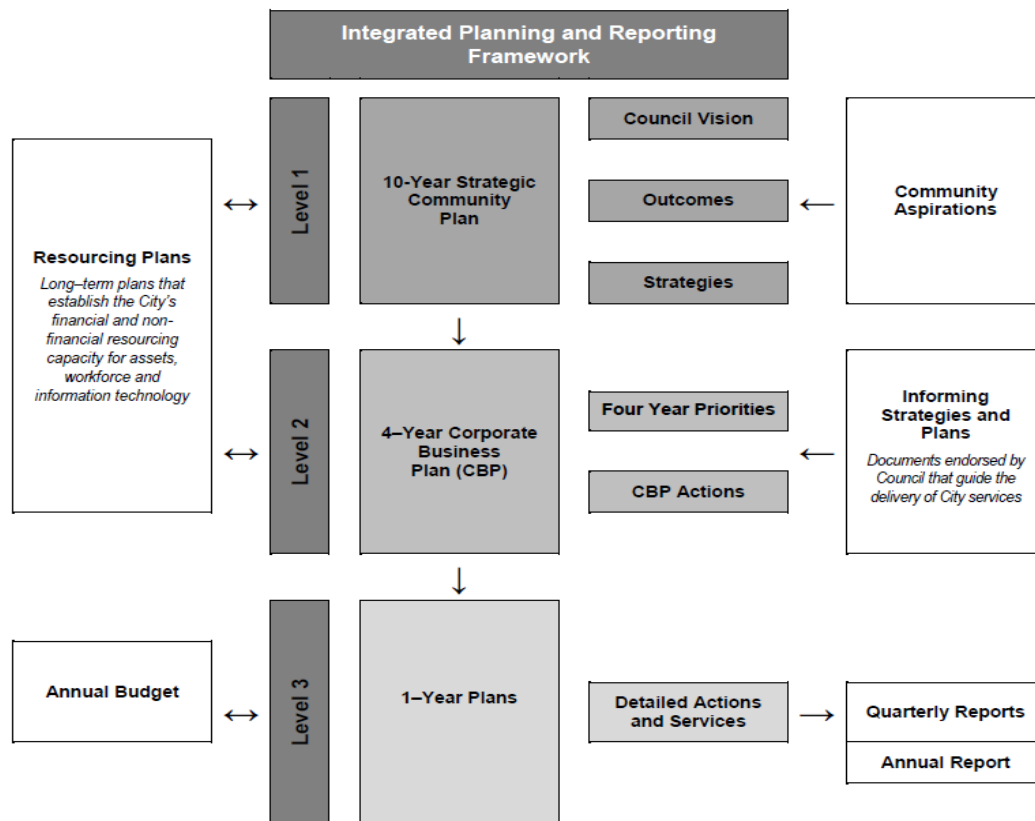 Integrated Planning and Reporting
Framework
Level 1
10-Year Strategic
Community
Plan
Council Vision
Outcomes
Strategies
Community
Aspirations
Resourcing Plans
Long–term plans that
establish the City's
financial and non-
financial resourcing
capacity for assets,
workforce and
information technology
↔
↔
←
↓
Level 2
4–Year Corporate
Business
Plan (CBP)
Four Year Priorities
CBP Actions
←
Informing
Strategies and
Plans
Documents endorsed by
Council that guide the
delivery of City services
↓
Annual Budget
↔
Level 3
1–Year Plans
Detailed Actions
and Services
→
Quarterly Reports
Annual Report